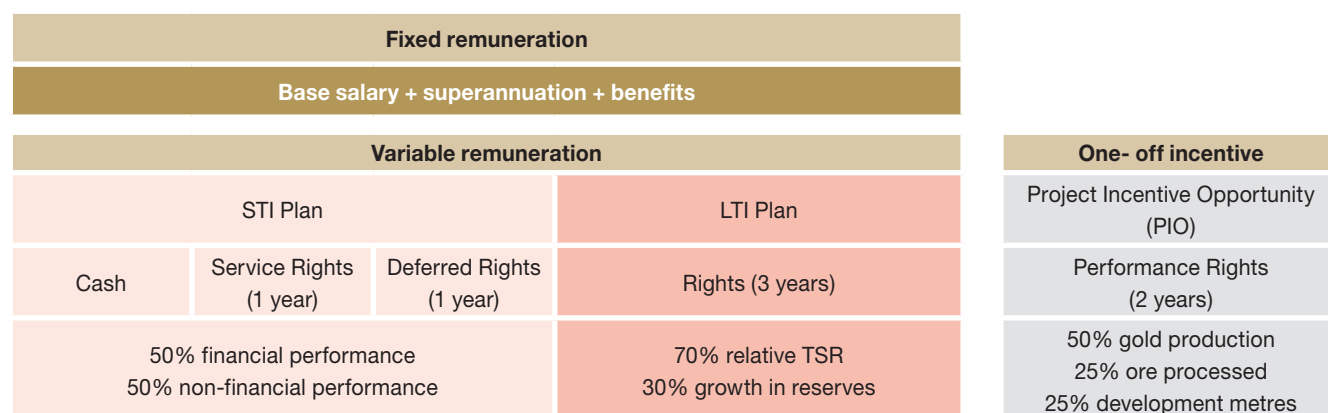 Fixed remuneration
Base salary + superannuation + benefits
Variable remuneration
One- off incentive
STI Plan
LTI Plan
Project Incentive Opportunity
(PIO)
Cash
Service Rights
(1 year)
Deferred Rights
(1 year)
Rights (3 years)
Performance Rights
(2 years)
50% financial performance
50% non-financial performance
70% relative TSR
30% growth in reserves
50% gold production
25% ore processed
25% development metres